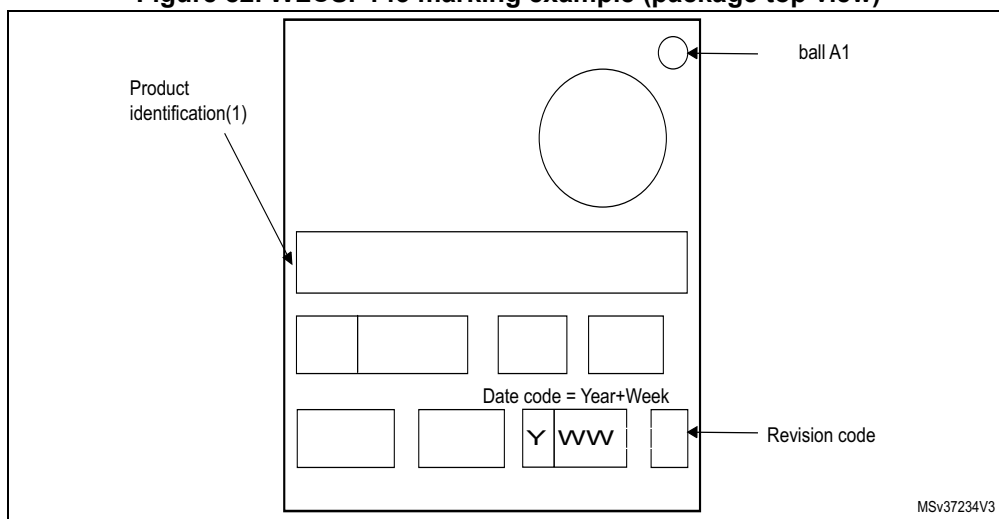 ball A1
Product
identification(1)
Date code = Year+Week
Y WW
Revision code
MSv37234V3